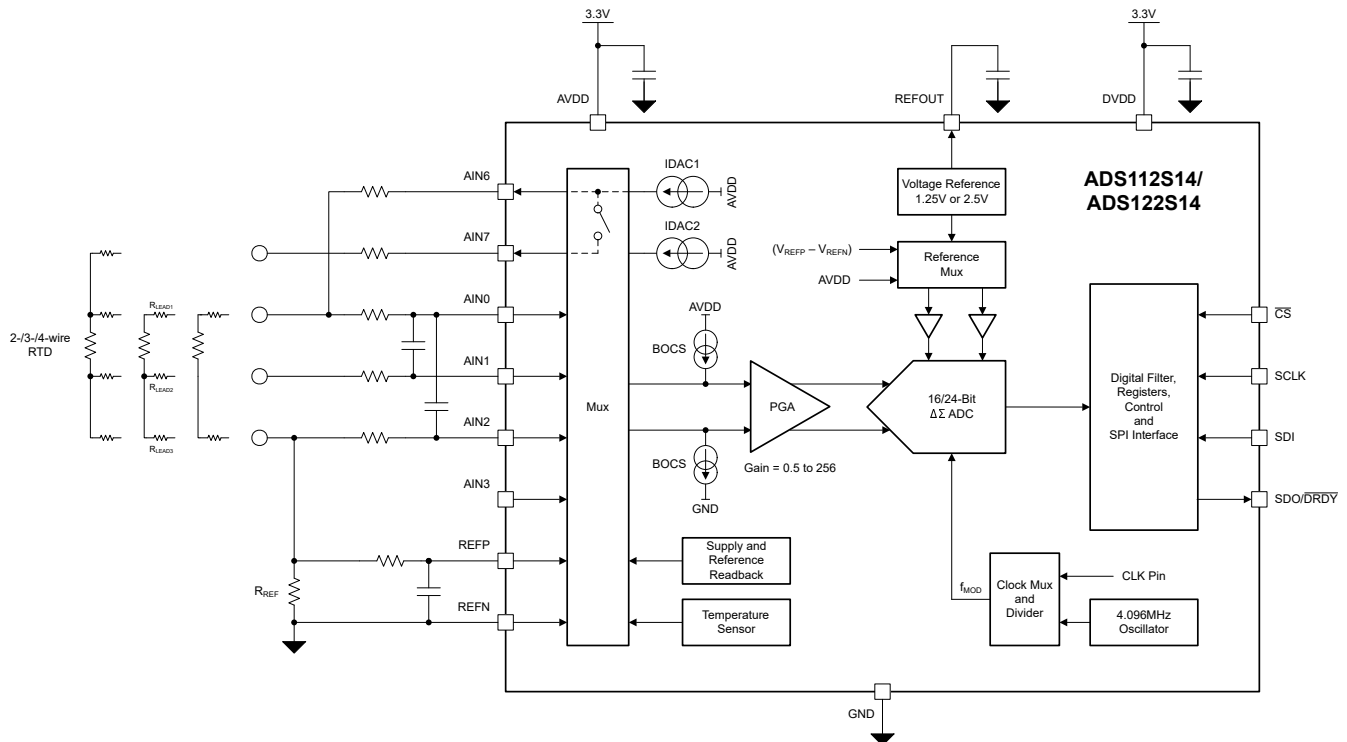 3.3V
3.3V
AVDD
REFOUT
DVDD
AIN6
IDAC1
AVDD
Voltage Reference
1.25V or 2.5V
ADS112S14/
ADS122S14
AIN7
IDAC2
AVDD
(VREFP – VREFN)
AVDD
Reference
Mux
2-/3-/4-wire
RTD
RLEAD1
RLEAD2
RLEAD3
AIN0
AIN1
AIN2
AIN3
Mux
AVDD
BOCS
BOCS
GND
PGA
Gain = 0.5 to 256
16/24-Bit
ΔΣ ADC
Digital Filter,
Registers,
Control
and
SPI Interface
CS
SCLK
SDI
SDO/DRDY
RREF
REFP
REFN
Supply and
Reference
Readback
Temperature
Sensor
fMOD
Clock Mux
and
Divider
CLK Pin
4.096MHz
Oscillator
GND